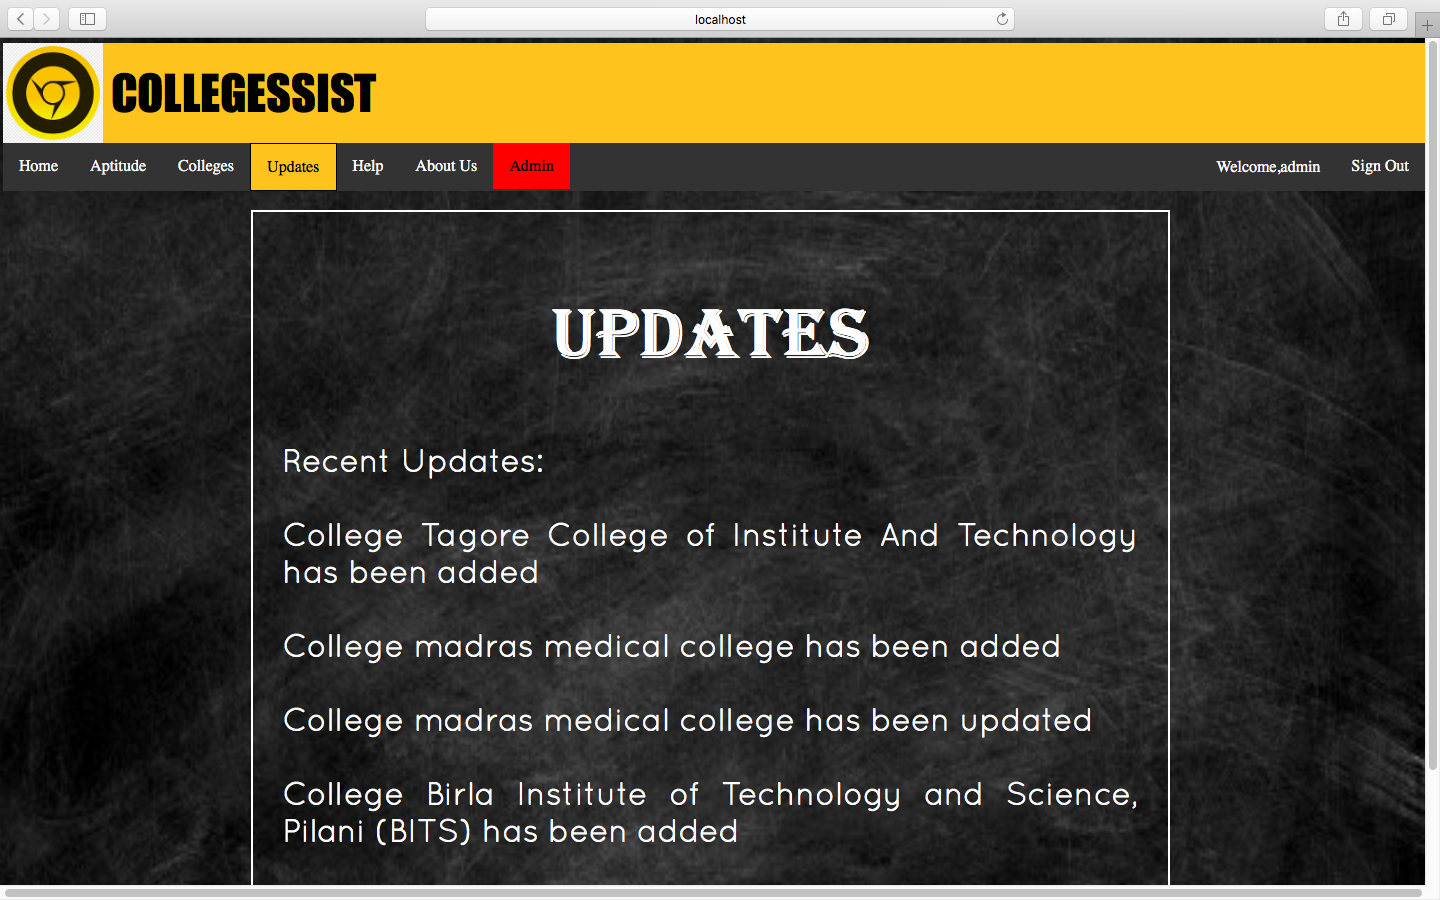 localhost
COLLEGESSIST
Home Aptitude Colleges Updates Help About Us Admin Welcome,admin Sign Out
UPDATES
Recent Updates:
College Tagore College of Institute And Technology
has been added
College madras medical college has been added
College madras medical college has been updated
College Birla Institute of Technology and Science,
Pilani (BITS) has been added